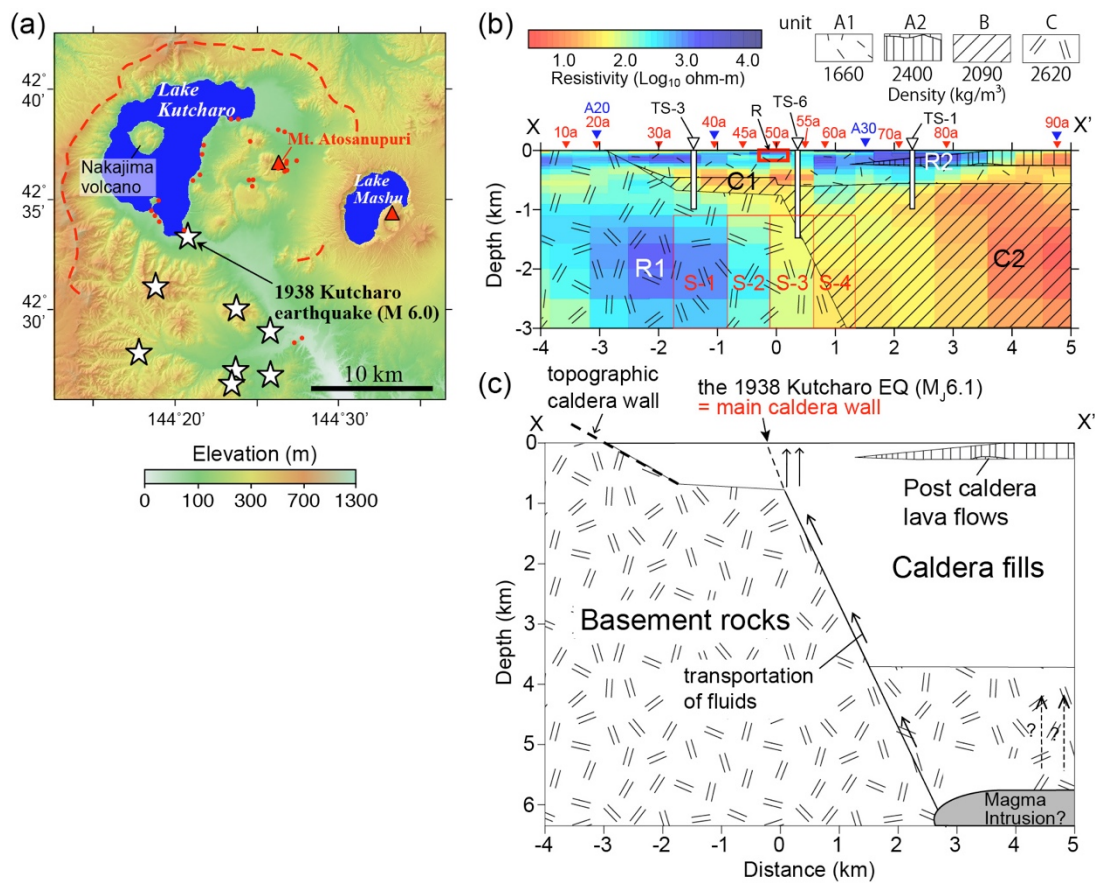 (a)
42°
40'
42°
35'
42°
30'
Lake
Kutcharo
Mt. Atosanupuri
Nakajima
volcano
Lake
Mashu
1938 Kutcharo
earthquake (M 6.0)
10 km
144°20'
144°30'
Elevation (m)
0 100 300 700 1300
(b)
1.0 2.0 3.0 4.0
Resistivity (Log10 ohm-m)
unit A1 A2 B C
1660 2400 2090 2620
Density (kg/m³)
X TS-3 R TS-6 TS-1 X'
A20 A30
10a 20a 30a 40a 45a 50a 55a 60a 70a 80a 90a
0
-1
-2
-3
Depth (km)
C1
R2
R1
C2
S-1 S-2 S-3 S-4
-4 -3 -2 -1 0 1 2 3 4 5
(c)
topographic
caldera wall
the 1938 Kutcharo EQ (MJ6.1)
= main caldera wall
X X'
0
1
2
3
4
5
6
Depth (km)
Post caldera
lava flows
Caldera fills
Basement rocks
transportation
of fluids
? ?
Magma
Intrusion?
-4 -3 -2 -1 0 1 2 3 4 5
Distance (km)